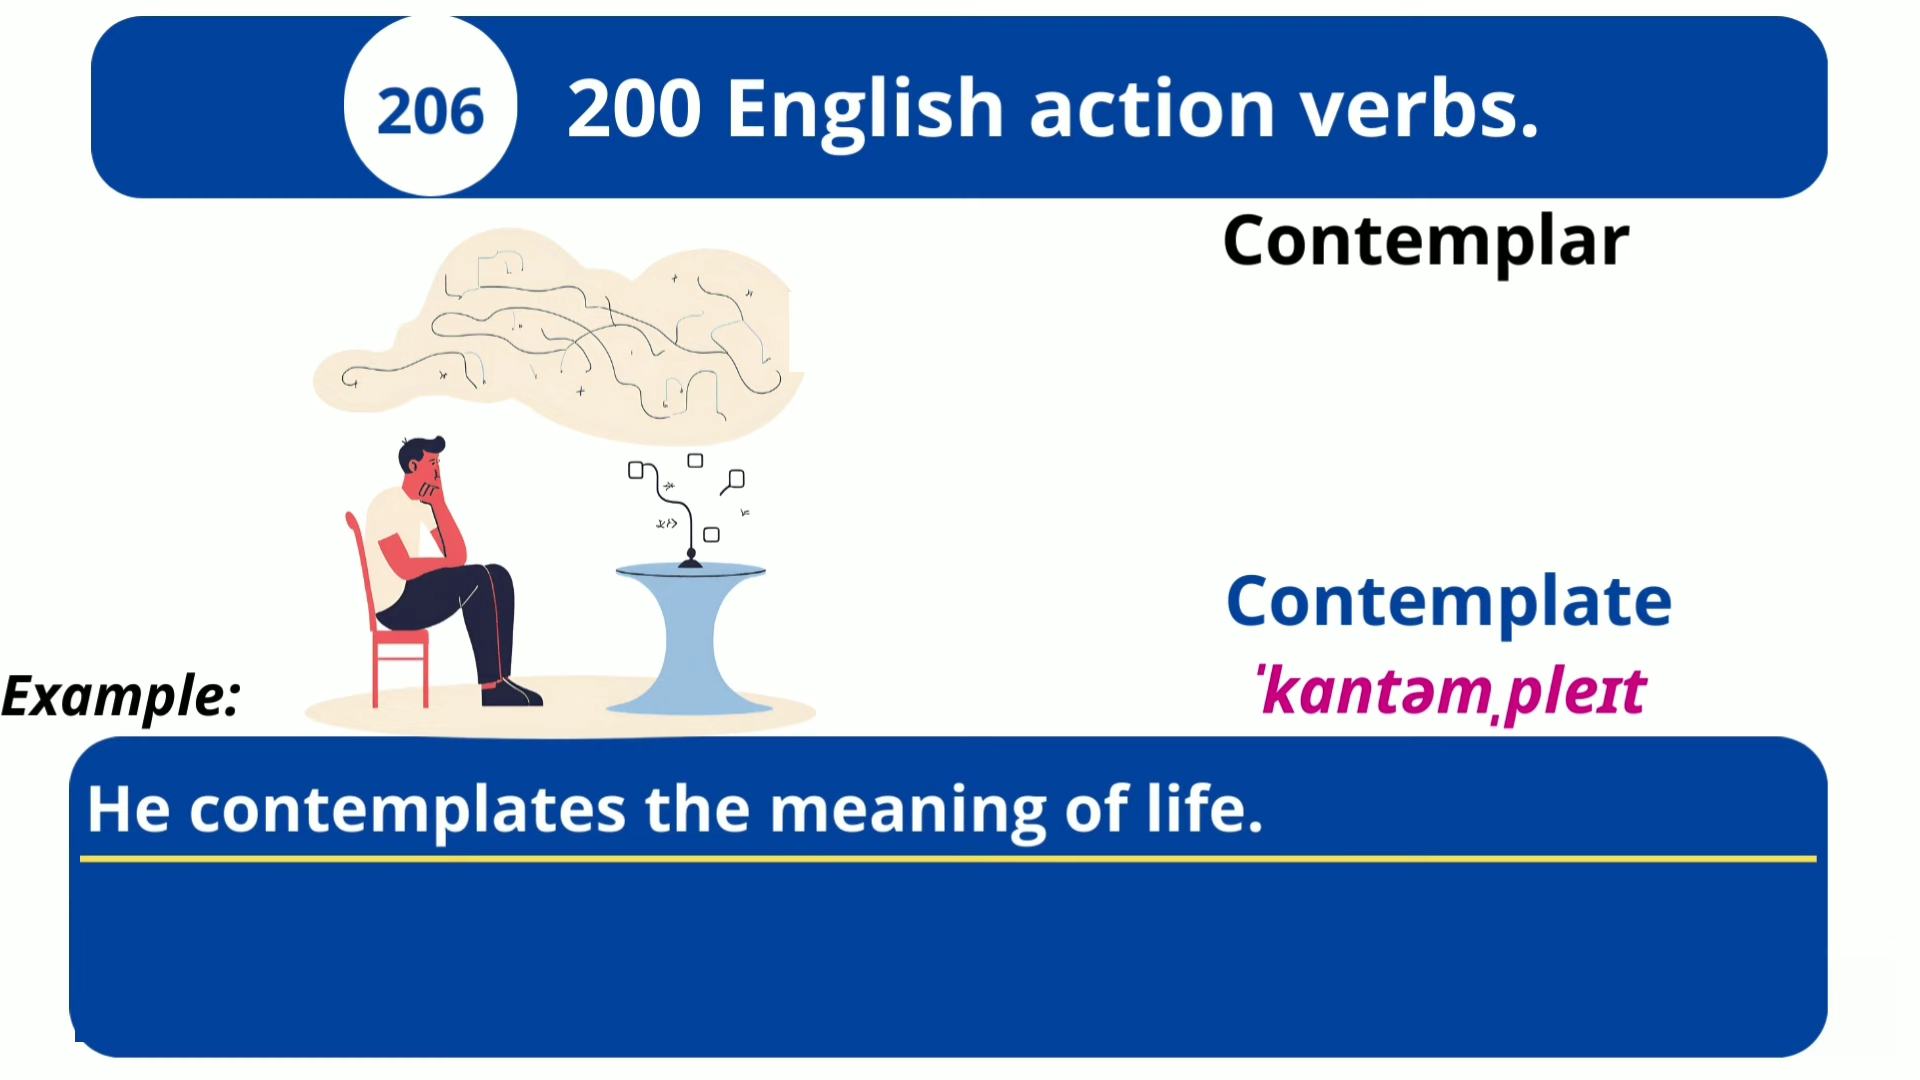 206
200 English action verbs.
Contemplar
Contemplate
ˈkantəmˌpleɪt
Example:
He contemplates the meaning of life.